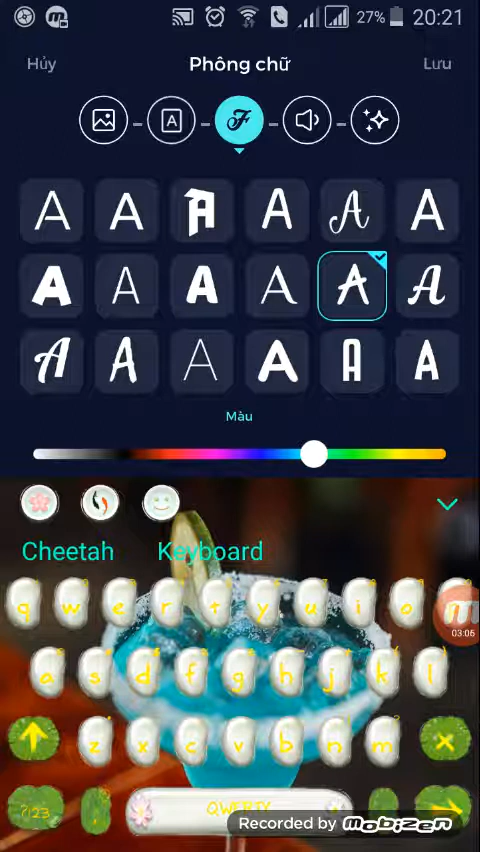 27% 20:21
Hủy Phông chữ Lưu
A F
A A A A A A
A A A A A A
A A A A A A
Màu
Cheetah Keyboard
q w e r t y u i o
03:06
a s d f g h j k l
z x c v b n m
?123 QWERTY
Recorded by MOBIZEN